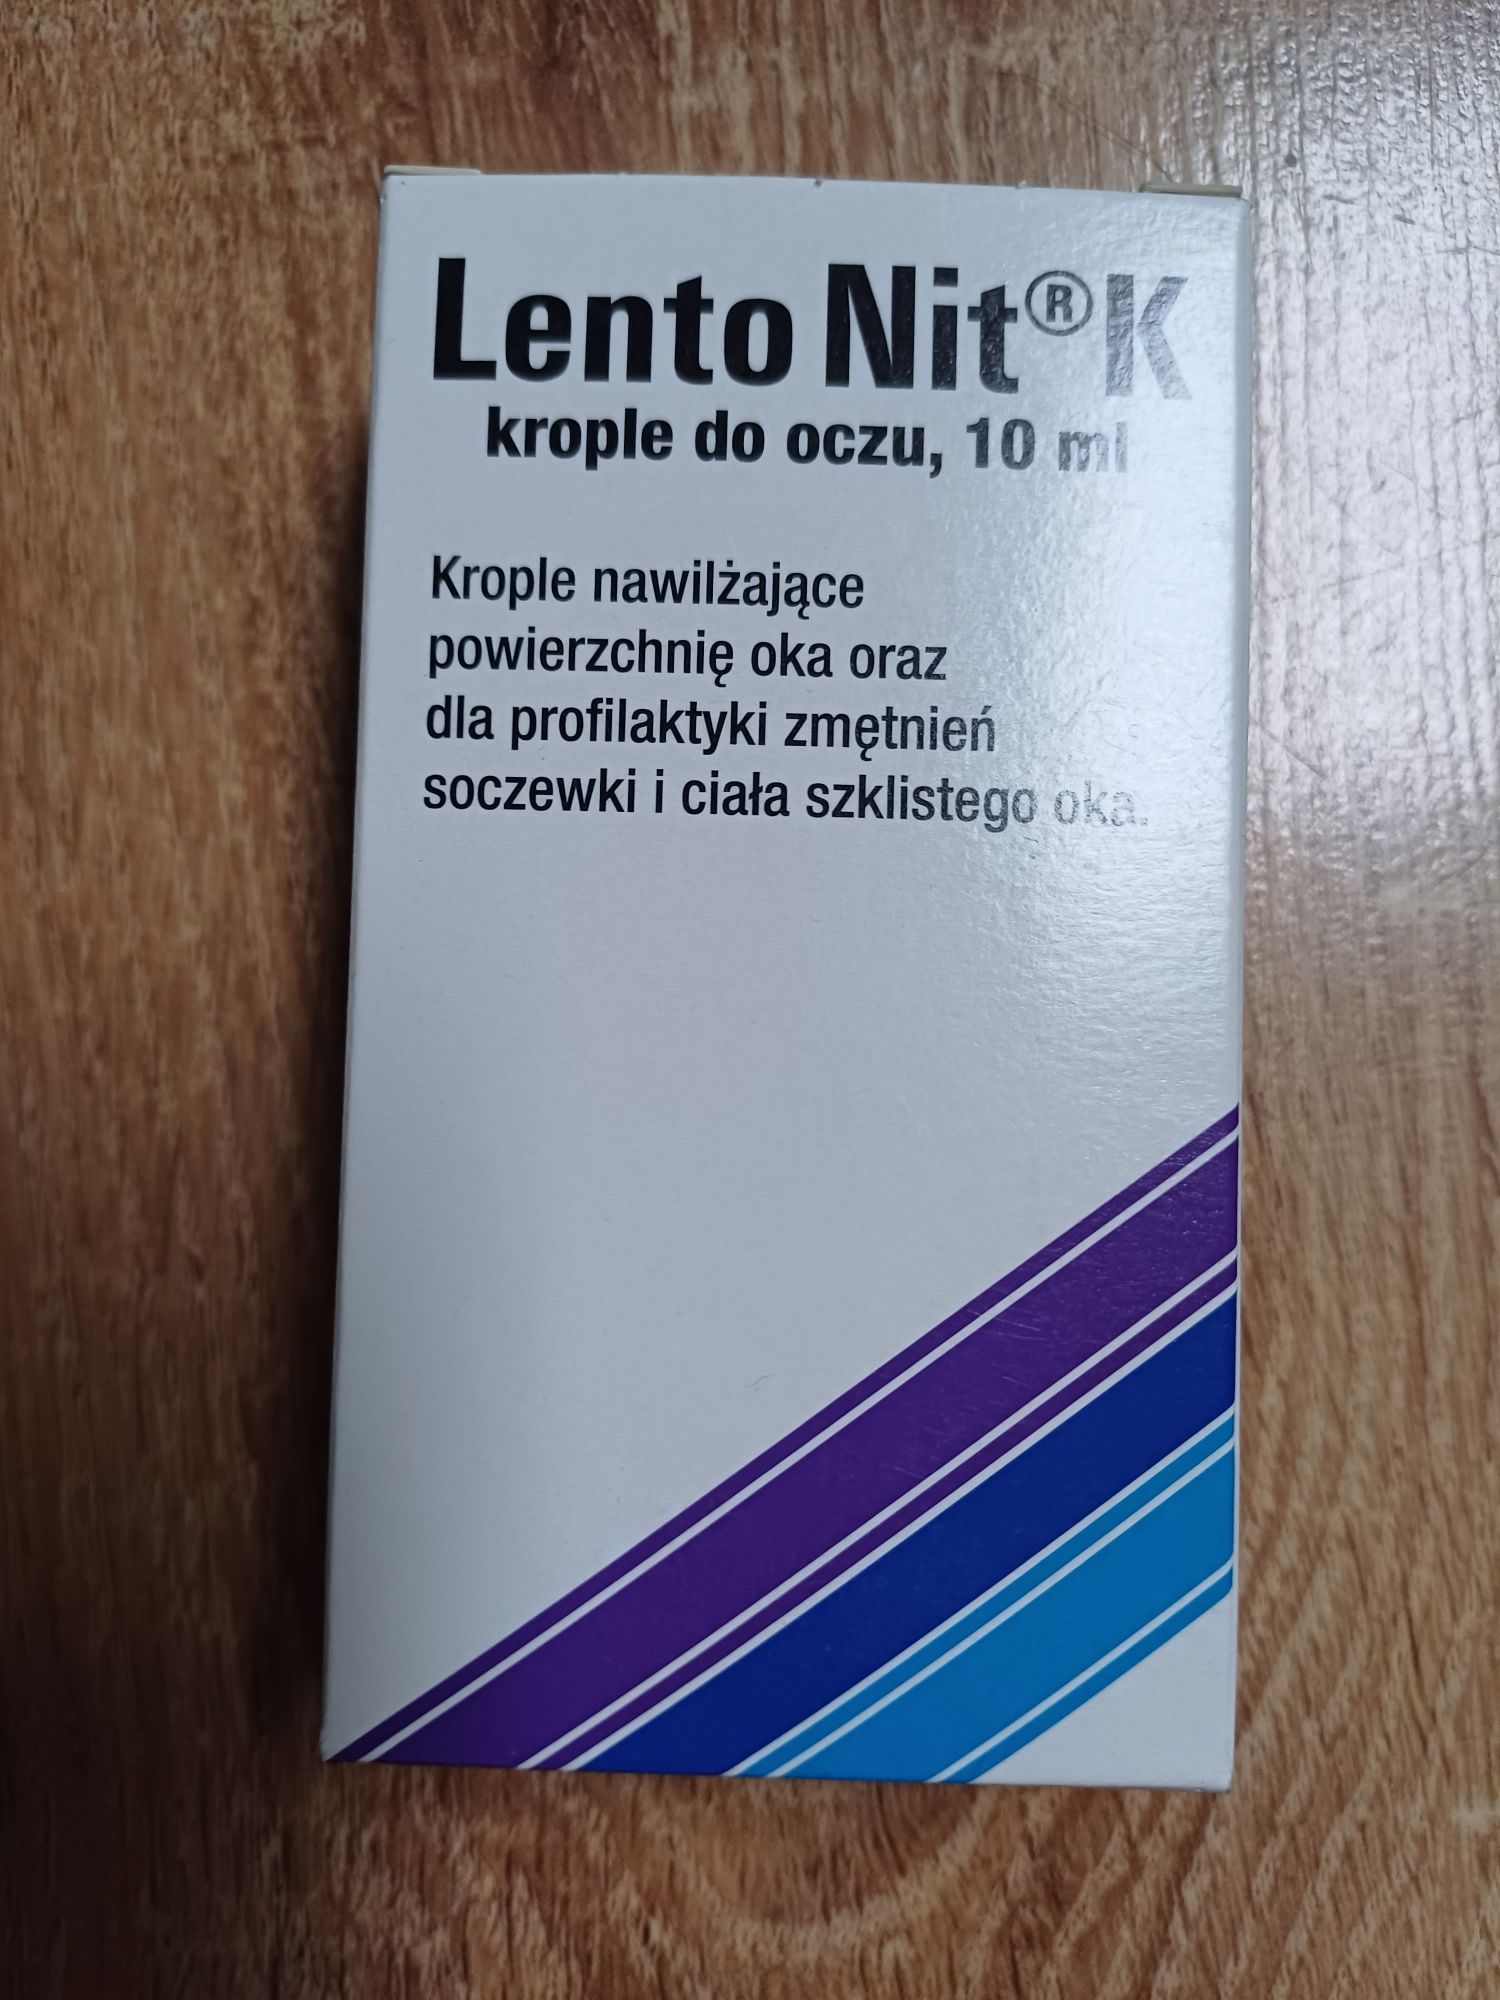 Lento Nit® K
krople do oczu, 10 ml
Krople nawilżające
powierzchnię oka oraz
dla profilaktyki zmętnień
soczewki i ciała szklistego oka.